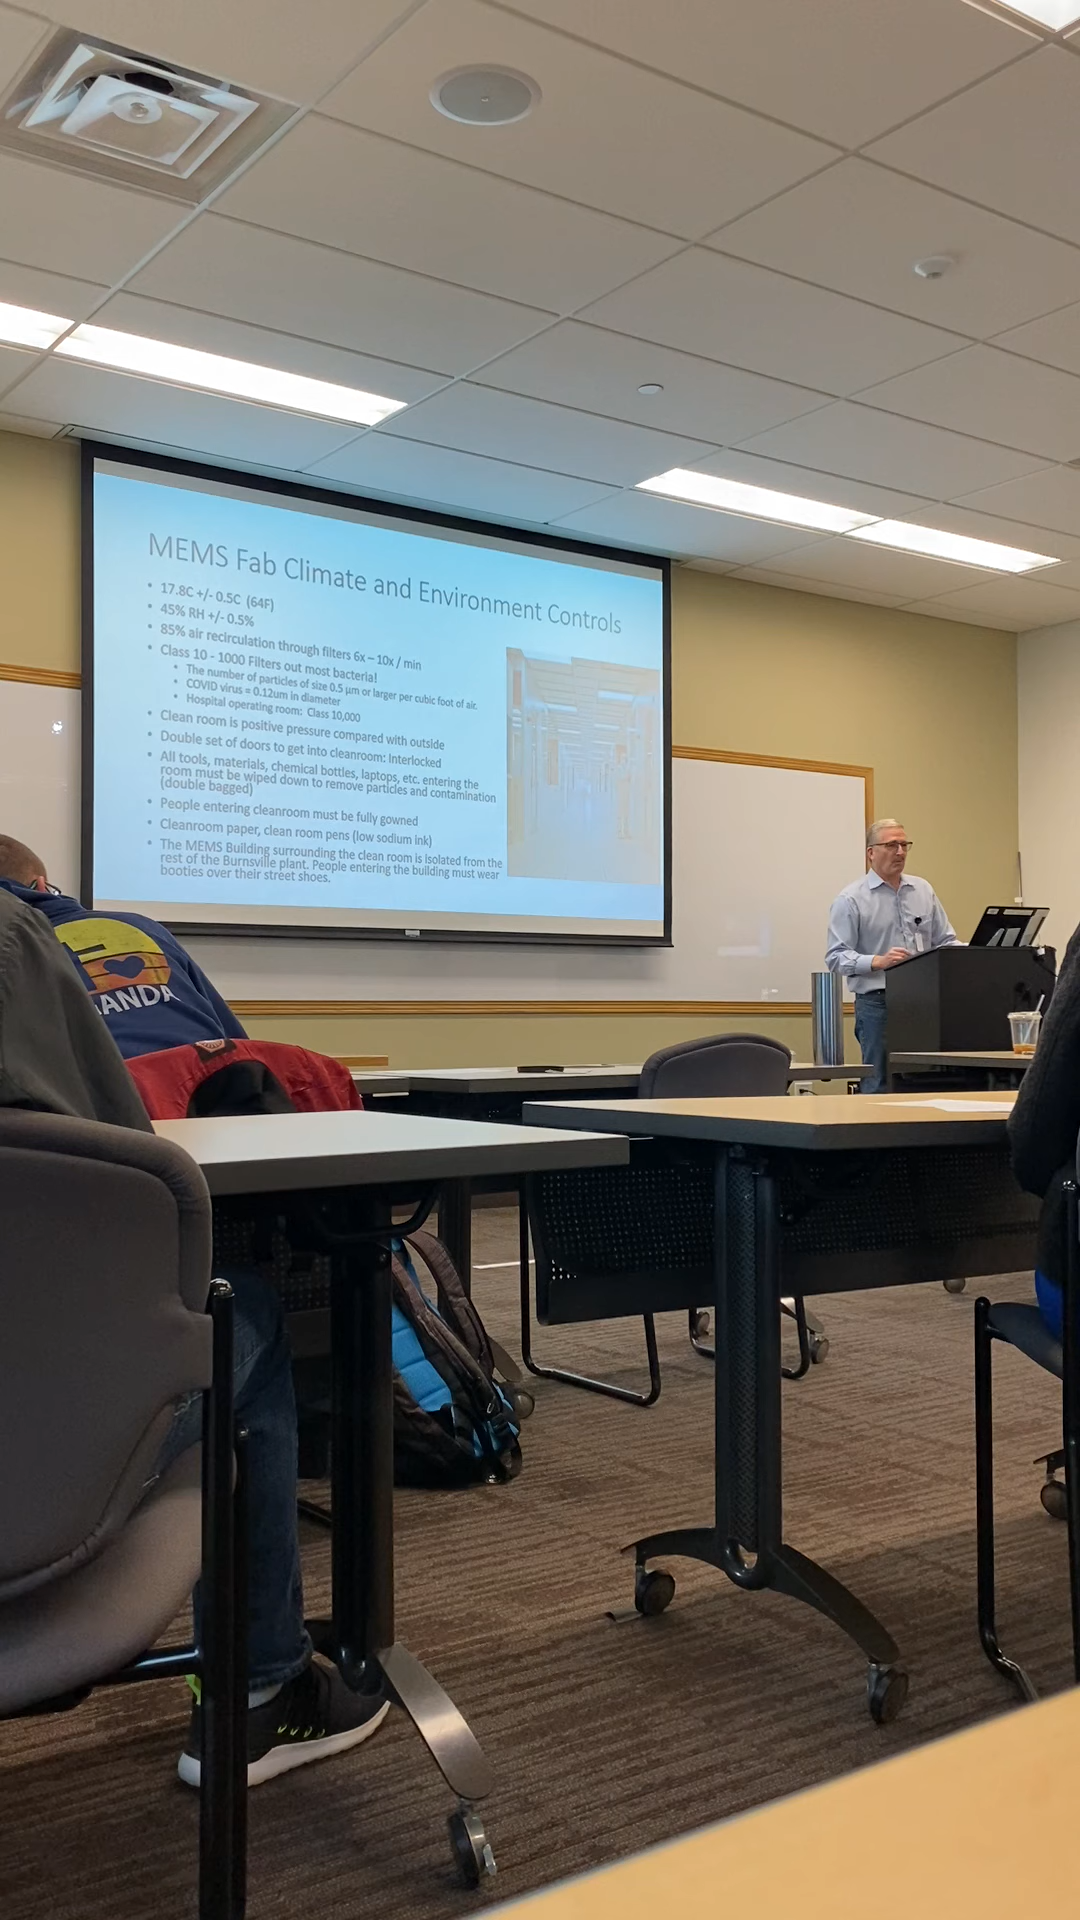 MEMS Fab Climate and Environment Controls
• 17.8C +/- 0.5C (64F)
• 45% RH +/- 0.5%
• 85% air recirculation through filters 6x – 10x / min
• Class 10 - 1000 Filters out most bacteria!
• The number of particles of size 0.5 µm or larger per cubic foot of air.
• COVID virus = 0.12um in diameter
• Hospital operating room: Class 10,000
• Clean room is positive pressure compared with outside
• Double set of doors to get into cleanroom: Interlocked
• All tools, materials, chemical bottles, laptops, etc. entering the
room must be wiped down to remove particles and contamination
(double bagged)
• People entering cleanroom must be fully gowned
• Cleanroom paper, clean room pens (low sodium ink)
• The MEMS Building surrounding the clean room is isolated from the
rest of the Burnsville plant. People entering the building must wear
booties over their street shoes.
ANDA